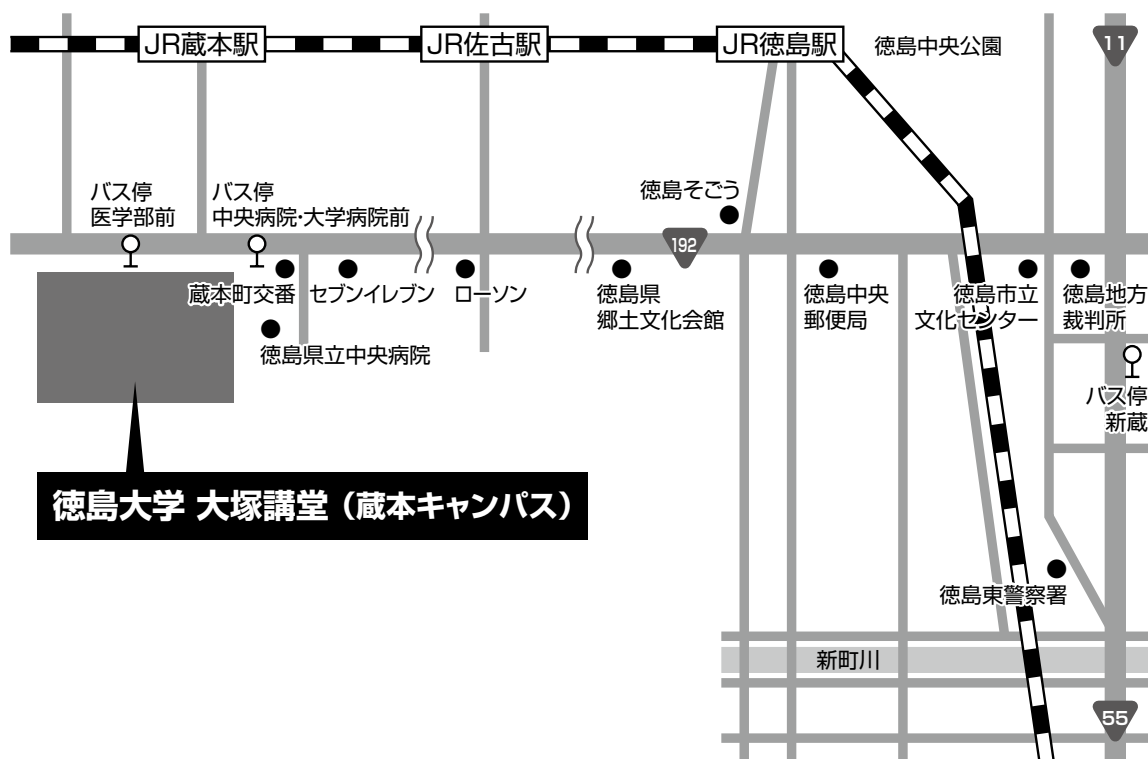 JR蔵本駅
JR佐古駅
JR徳島駅
徳島中央公園
11
バス停
医学部前
バス停
中央病院・大学病院前
徳島そごう
192
蔵本町交番
セブンイレブン
ローソン
徳島県
郷土文化会館
徳島中央
郵便局
徳島市立
文化センター
徳島地方
裁判所
徳島県立中央病院
バス停
新蔵
徳島大学 大塚講堂（蔵本キャンパス）
徳島東警察署
新町川
55